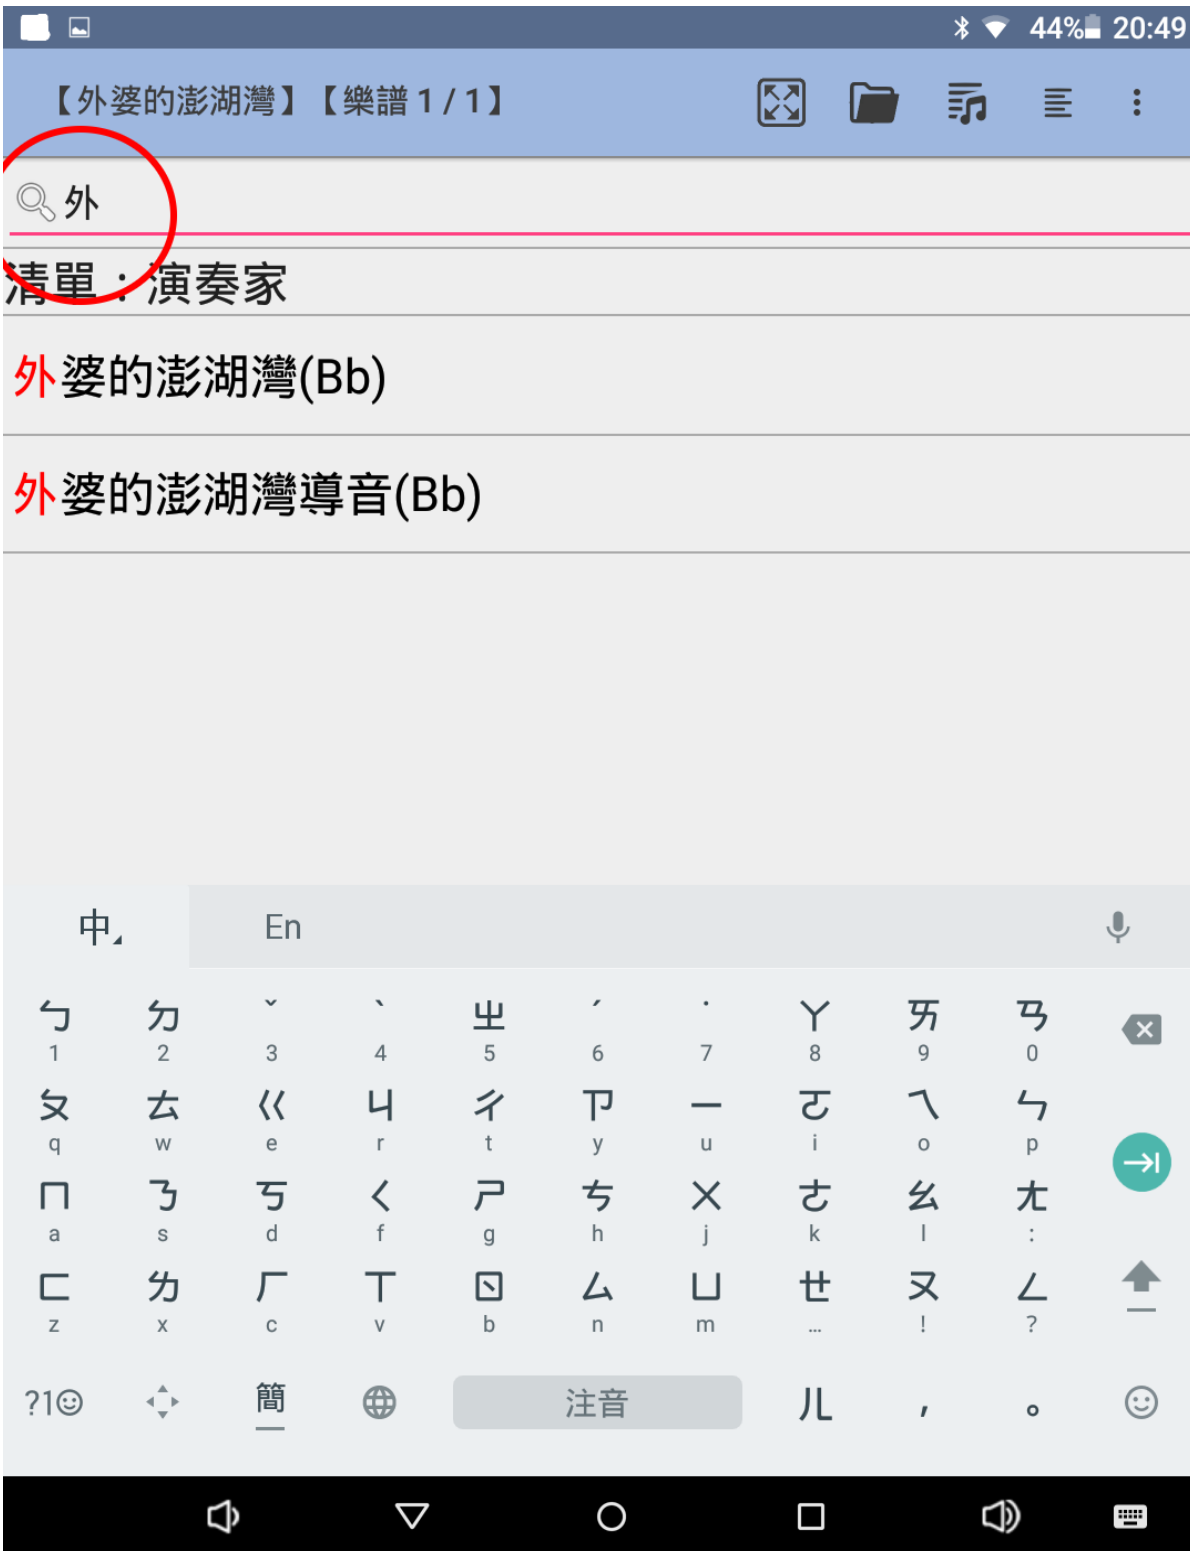 44% 20:49
【外婆的澎湖灣】【樂譜 1 / 1】
外
清單：演奏家
外婆的澎湖灣(Bb)
外婆的澎湖灣導音(Bb)
中 En
ㄅ ㄉ ˇ ˋ ㄓ ˊ ˙ ㄚ ㄞ ㄢ
1 2 3 4 5 6 7 8 9 0
ㄆ ㄊ ㄍ ㄐ ㄔ ㄗ ㄧ ㄛ ㄟ ㄣ
q w e r t y u i o p
ㄇ ㄋ ㄎ ㄑ ㄕ ㄘ ㄨ ㄜ ㄠ ㄤ
a s d f g h j k l :
ㄈ ㄌ ㄏ ㄒ ㄖ ㄙ ㄩ ㄝ ㄡ ㄥ
z x c v b n m … ! ?
?1☺ 簡 注音 ㄦ ， 。